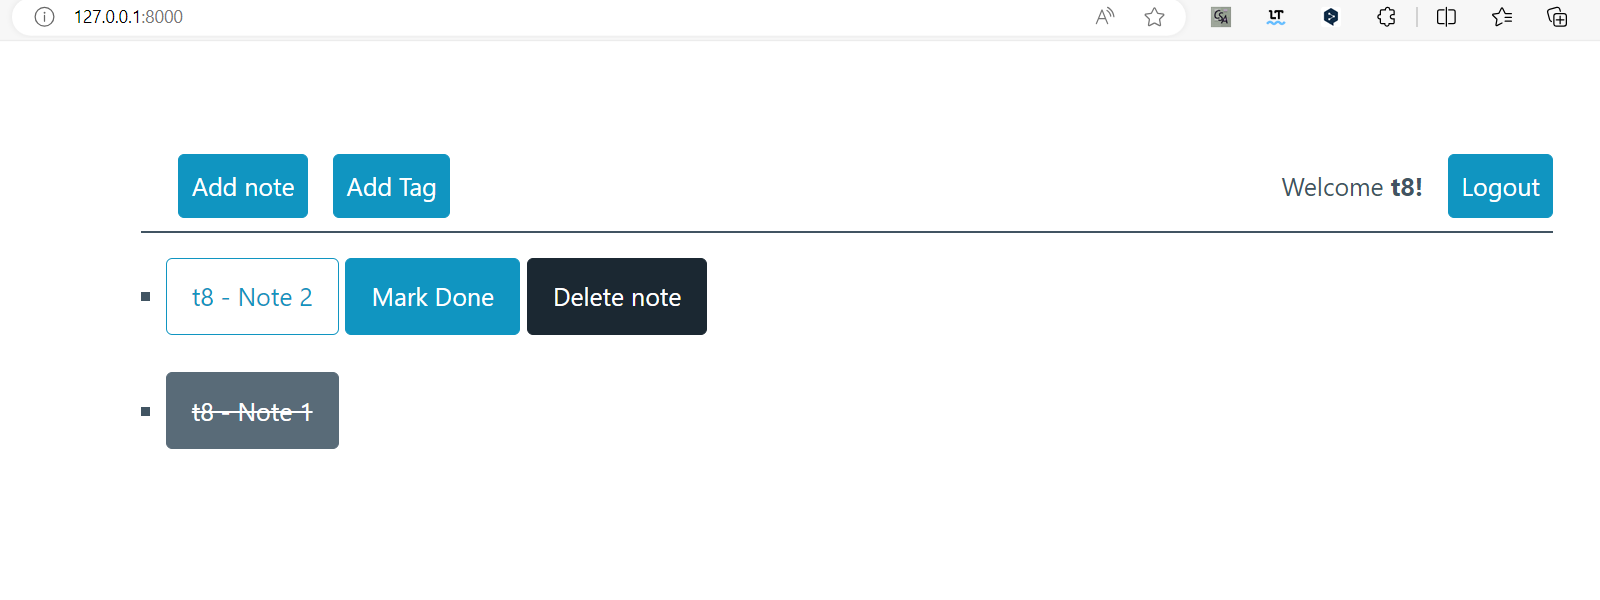 127.0.0.1:8000
Add note Add Tag Welcome t8! Logout
t8 - Note 2 Mark Done Delete note
t8 - Note 1